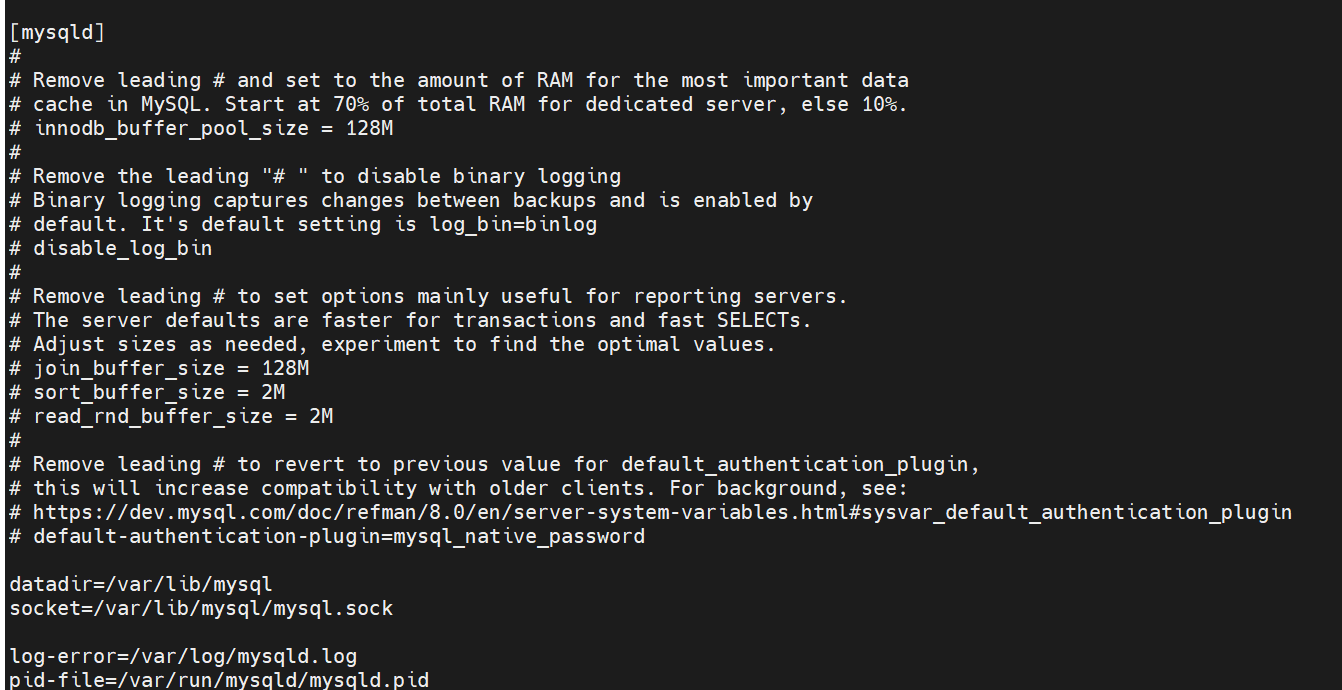 [mysqld]
#
# Remove leading # and set to the amount of RAM for the most important data
# cache in MySQL. Start at 70% of total RAM for dedicated server, else 10%.
# innodb_buffer_pool_size = 128M
#
# Remove the leading "# " to disable binary logging
# Binary logging captures changes between backups and is enabled by
# default. It's default setting is log_bin=binlog
# disable_log_bin
#
# Remove leading # to set options mainly useful for reporting servers.
# The server defaults are faster for transactions and fast SELECTs.
# Adjust sizes as needed, experiment to find the optimal values.
# join_buffer_size = 128M
# sort_buffer_size = 2M
# read_rnd_buffer_size = 2M
#
# Remove leading # to revert to previous value for default_authentication_plugin,
# this will increase compatibility with older clients. For background, see:
# https://dev.mysql.com/doc/refman/8.0/en/server-system-variables.html#sysvar_default_authentication_plugin
# default-authentication-plugin=mysql_native_password
datadir=/var/lib/mysql
socket=/var/lib/mysql/mysql.sock
log-error=/var/log/mysqld.log
pid-file=/var/run/mysqld/mysqld.pid